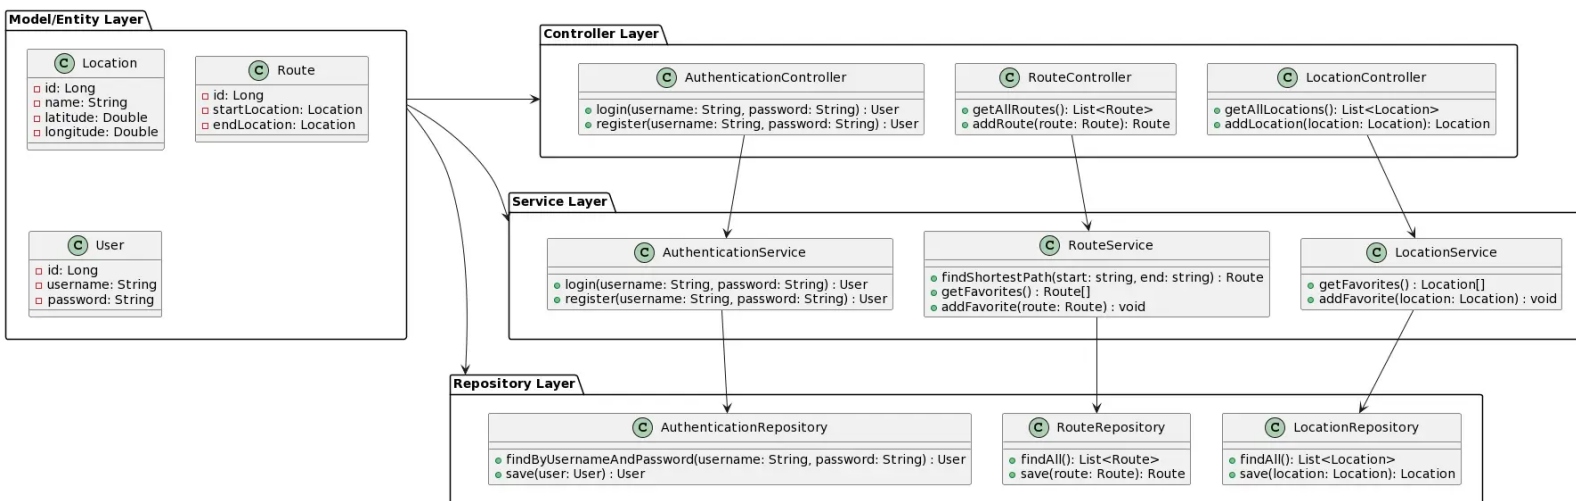 Model/Entity Layer
C Location
id: Long
name: String
latitude: Double
longitude: Double
C Route
id: Long
startLocation: Location
endLocation: Location
C User
id: Long
username: String
password: String
Controller Layer
C AuthenticationController
login(username: String, password: String) : User
register(username: String, password: String) : User
C RouteController
getAllRoutes(): List<Route>
addRoute(route: Route): Route
C LocationController
getAllLocations(): List<Location>
addLocation(location: Location): Location
Service Layer
C AuthenticationService
login(username: String, password: String) : User
register(username: String, password: String) : User
C RouteService
findShortestPath(start: string, end: string) : Route
getFavorites() : Route[]
addFavorite(route: Route) : void
C LocationService
getFavorites() : Location[]
addFavorite(location: Location) : void
Repository Layer
C AuthenticationRepository
findByUsernameAndPassword(username: String, password: String) : User
save(user: User) : User
C RouteRepository
findAll(): List<Route>
save(route: Route): Route
C LocationRepository
findAll(): List<Location>
save(location: Location): Location